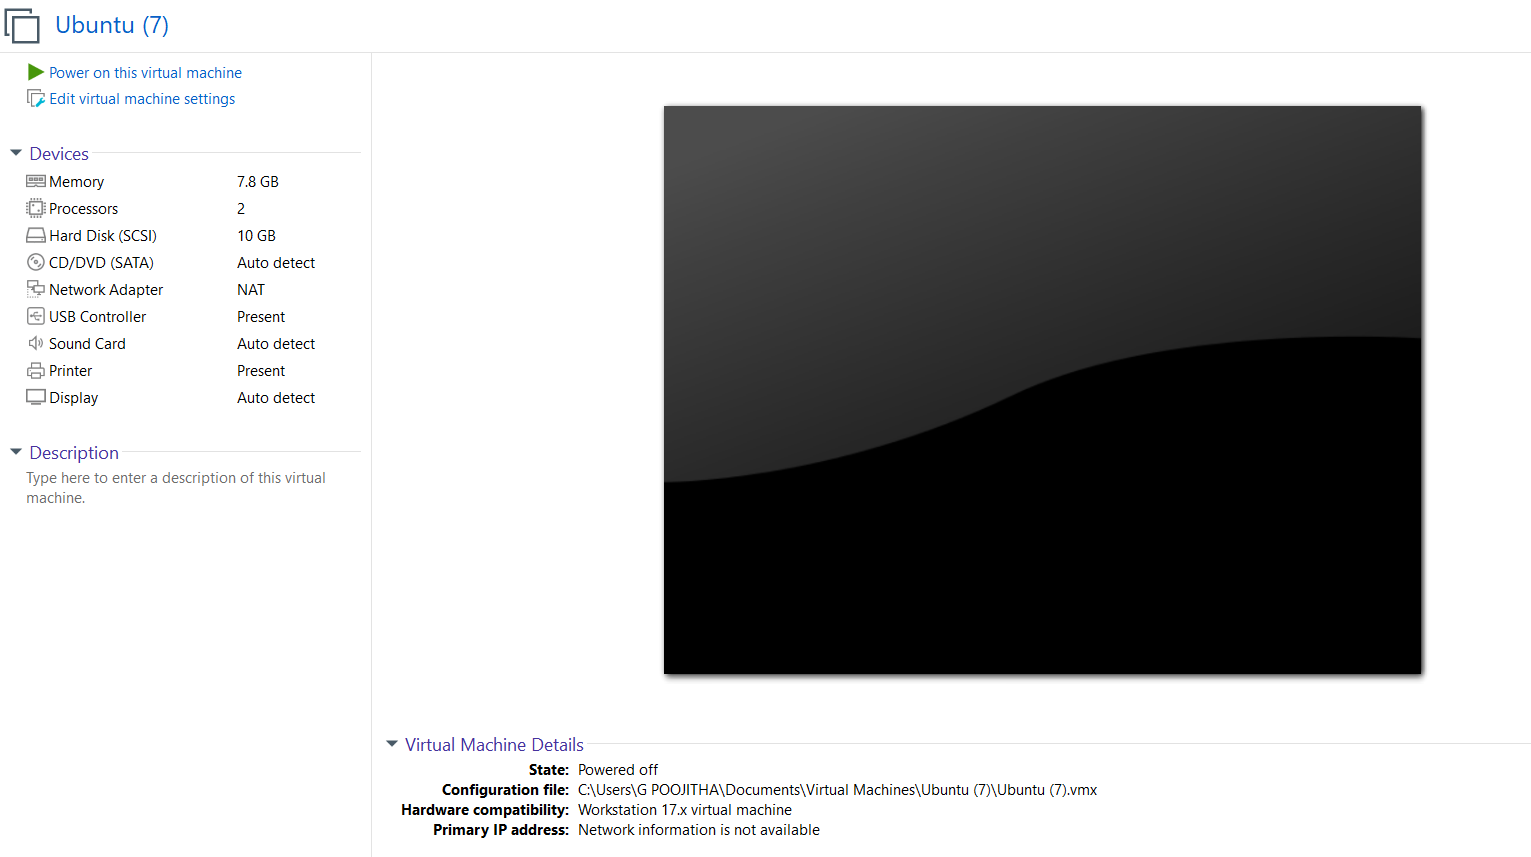 Ubuntu (7)
Power on this virtual machine
Edit virtual machine settings
Devices
Memory 7.8 GB
Processors 2
Hard Disk (SCSI) 10 GB
CD/DVD (SATA) Auto detect
Network Adapter NAT
USB Controller Present
Sound Card Auto detect
Printer Present
Display Auto detect
Description
Type here to enter a description of this virtual
machine.
Virtual Machine Details
State: Powered off
Configuration file: C:\Users\G POOJITHA\Documents\Virtual Machines\Ubuntu (7)\Ubuntu (7).vmx
Hardware compatibility: Workstation 17.x virtual machine
Primary IP address: Network information is not available